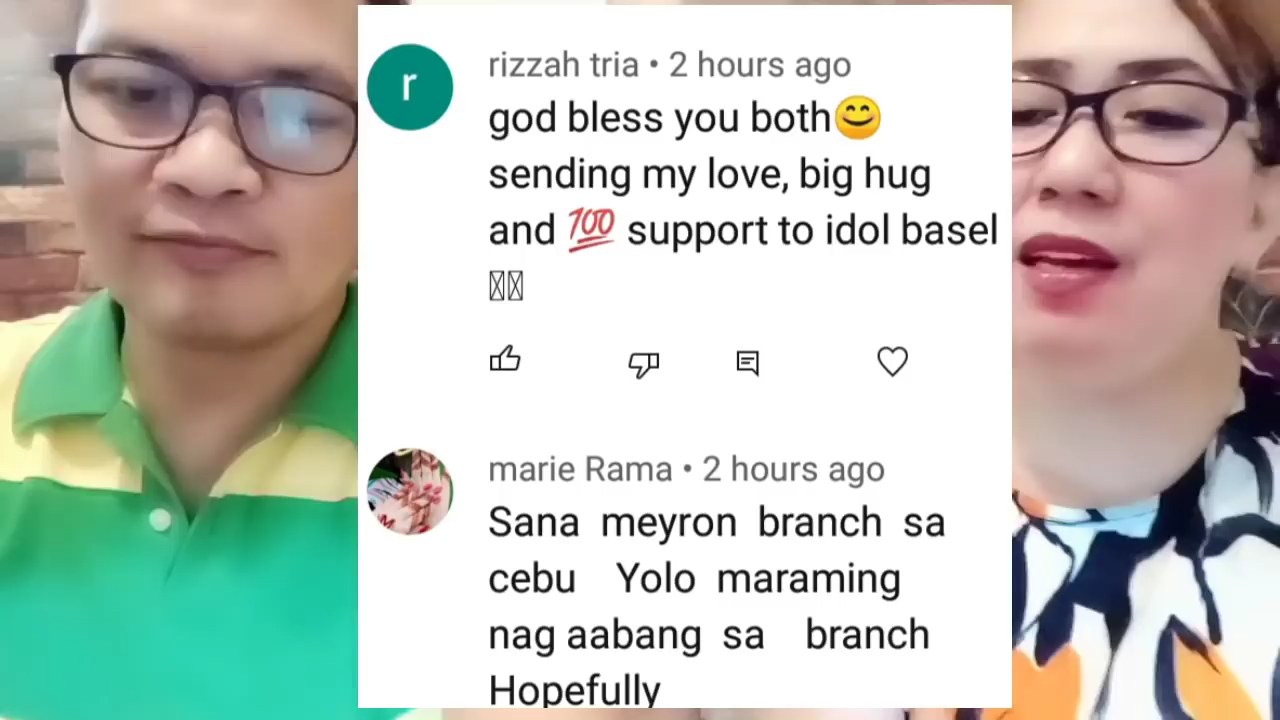 r
rizzah tria • 2 hours ago
god bless you both😊
sending my love, big hug
and 💯 support to idol basel
marie Rama • 2 hours ago
Sana meyron branch sa
cebu Yolo maraming
nag aabang sa branch
Hopefully